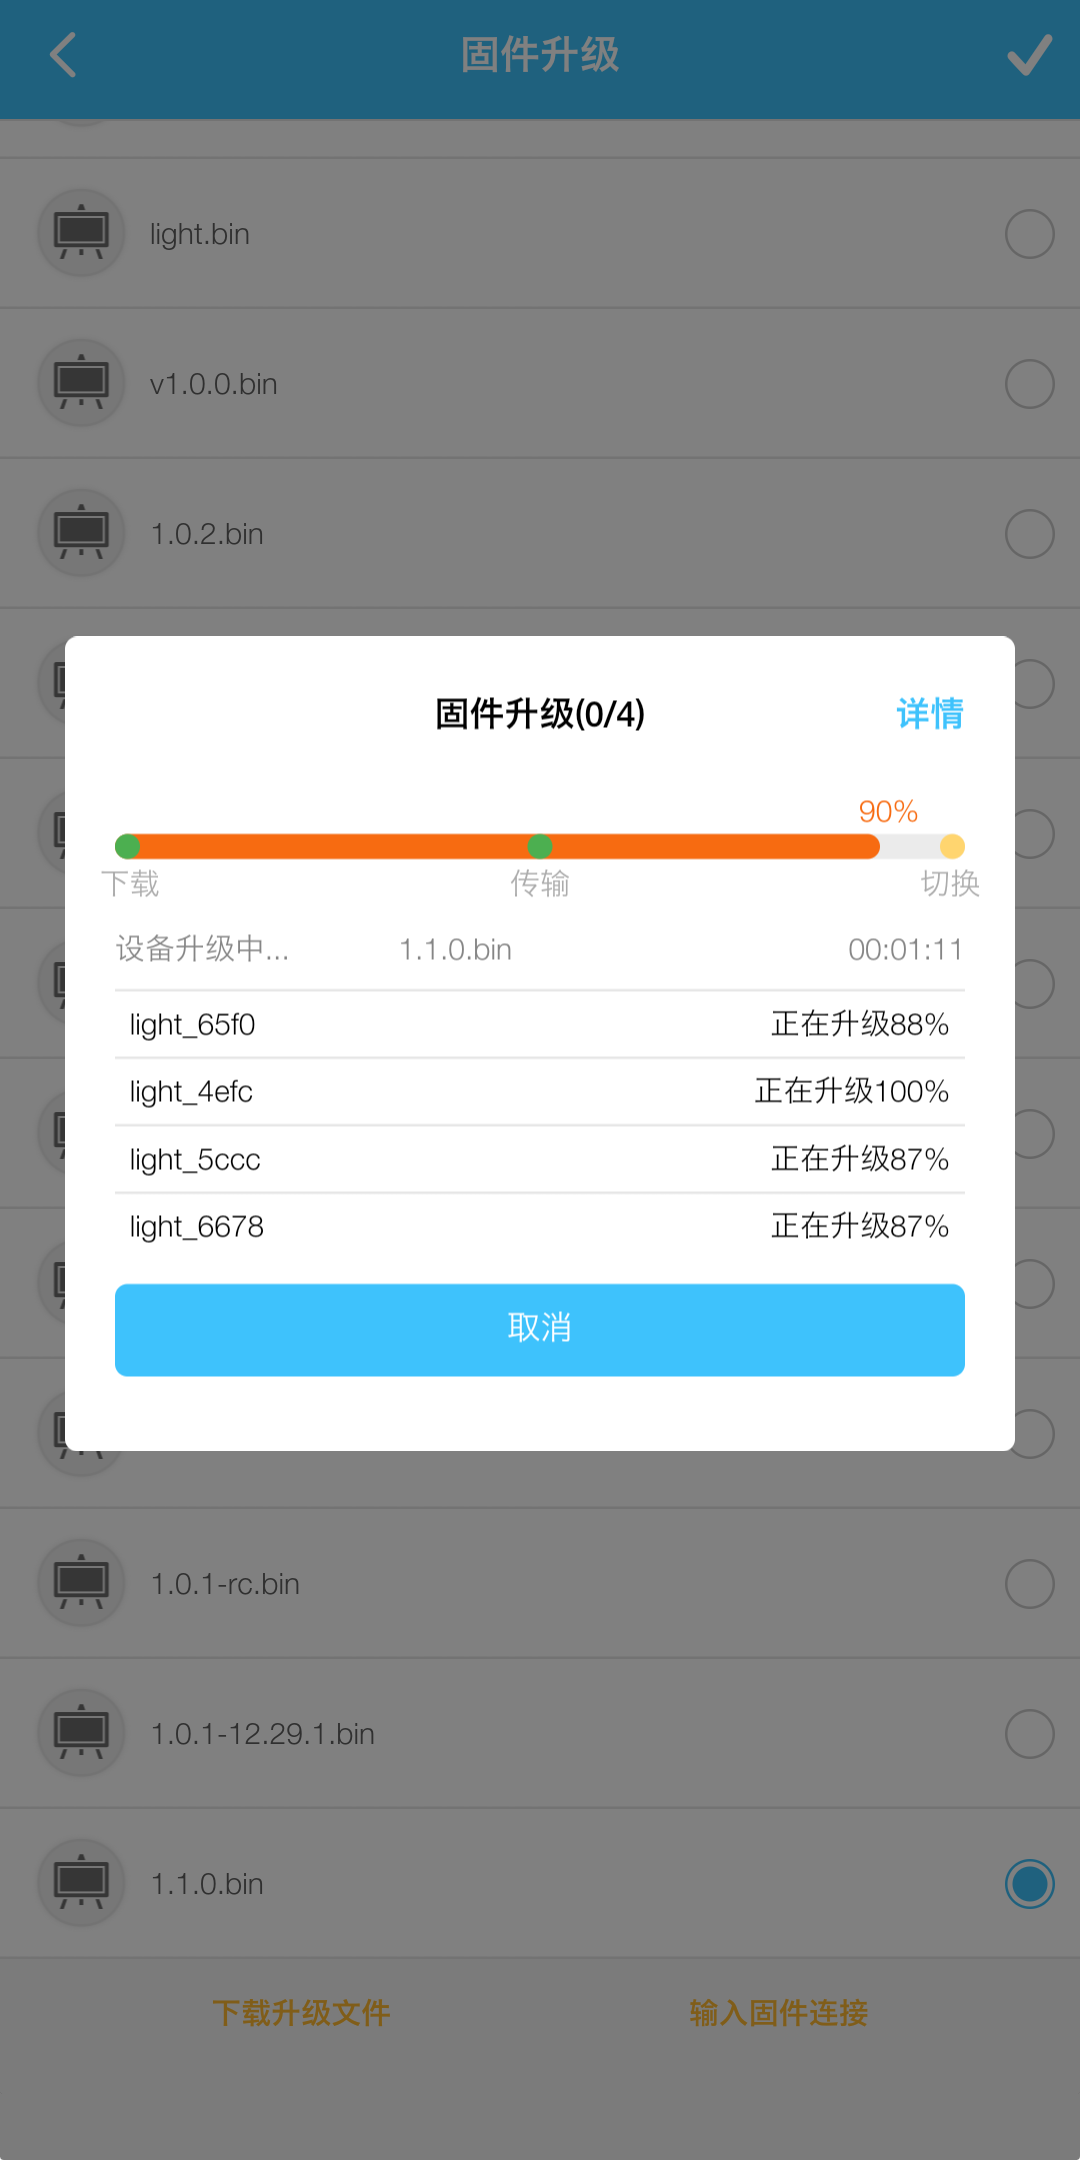 固件升级
light.bin
v1.0.0.bin
1.0.2.bin
固件升级(0/4)
详情
90%
下载 传输 切换
设备升级中... 1.1.0.bin 00:01:11
light_65f0 正在升级88%
light_4efc 正在升级100%
light_5ccc 正在升级87%
light_6678 正在升级87%
取消
1.0.1-rc.bin
1.0.1-12.29.1.bin
1.1.0.bin
下载升级文件 输入固件连接